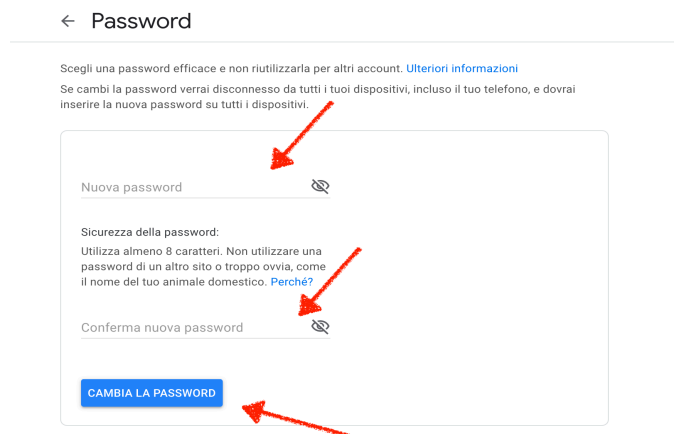 Password
Scegli una password efficace e non riutilizzarla per altri account. Ulteriori informazioni
Se cambi la password verrai disconnesso da tutti i tuoi dispositivi, incluso il tuo telefono, e dovrai
inserire la nuova password su tutti i dispositivi.
Nuova password
Sicurezza della password:
Utilizza almeno 8 caratteri. Non utilizzare una
password di un altro sito o troppo ovvia, come
il nome del tuo animale domestico. Perché?
Conferma nuova password
CAMBIA LA PASSWORD